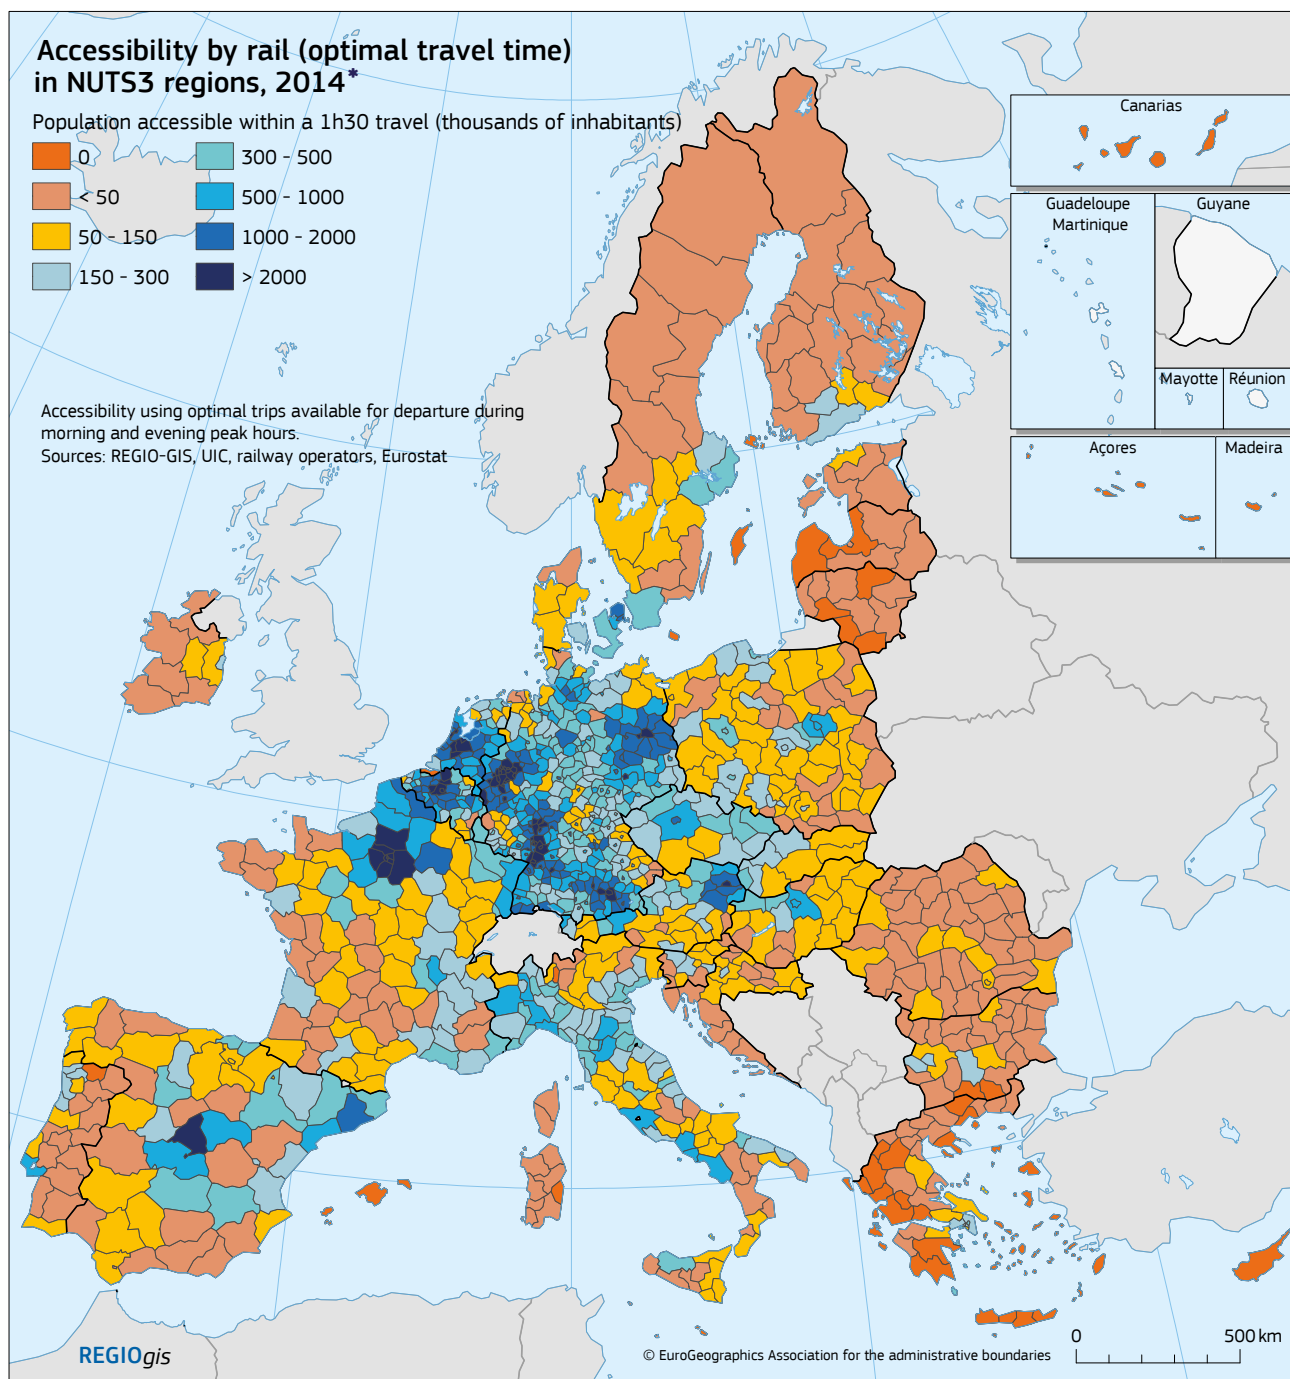 Accessibility by rail (optimal travel time)
in NUTS3 regions, 2014*
Population accessible within a 1h30 travel (thousands of inhabitants)
0
< 50
50 - 150
150 - 300
300 - 500
500 - 1000
1000 - 2000
> 2000
Accessibility using optimal trips available for departure during
morning and evening peak hours.
Sources: REGIO-GIS, UIC, railway operators, Eurostat
Canarias
Guadeloupe
Martinique
Guyane
Mayotte
Réunion
Açores
Madeira
REGIOgis
© EuroGeographics Association for the administrative boundaries
0 500 km